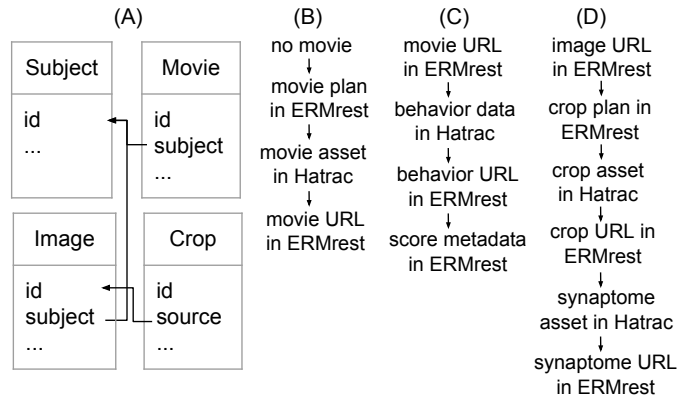 (A)
Subject
id
...
Movie
id
subject
...
Image
id
subject
...
Crop
id
source
...
(B)
no movie
movie plan
in ERMrest
movie asset
in Hatrac
movie URL
in ERMrest
(C)
movie URL
in ERMrest
behavior data
in Hatrac
behavior URL
in ERMrest
score metadata
in ERMrest
(D)
image URL
in ERMrest
crop plan in
ERMrest
crop asset
in Hatrac
crop URL in
ERMrest
synaptome
asset in Hatrac
synaptome URL
in ERMrest